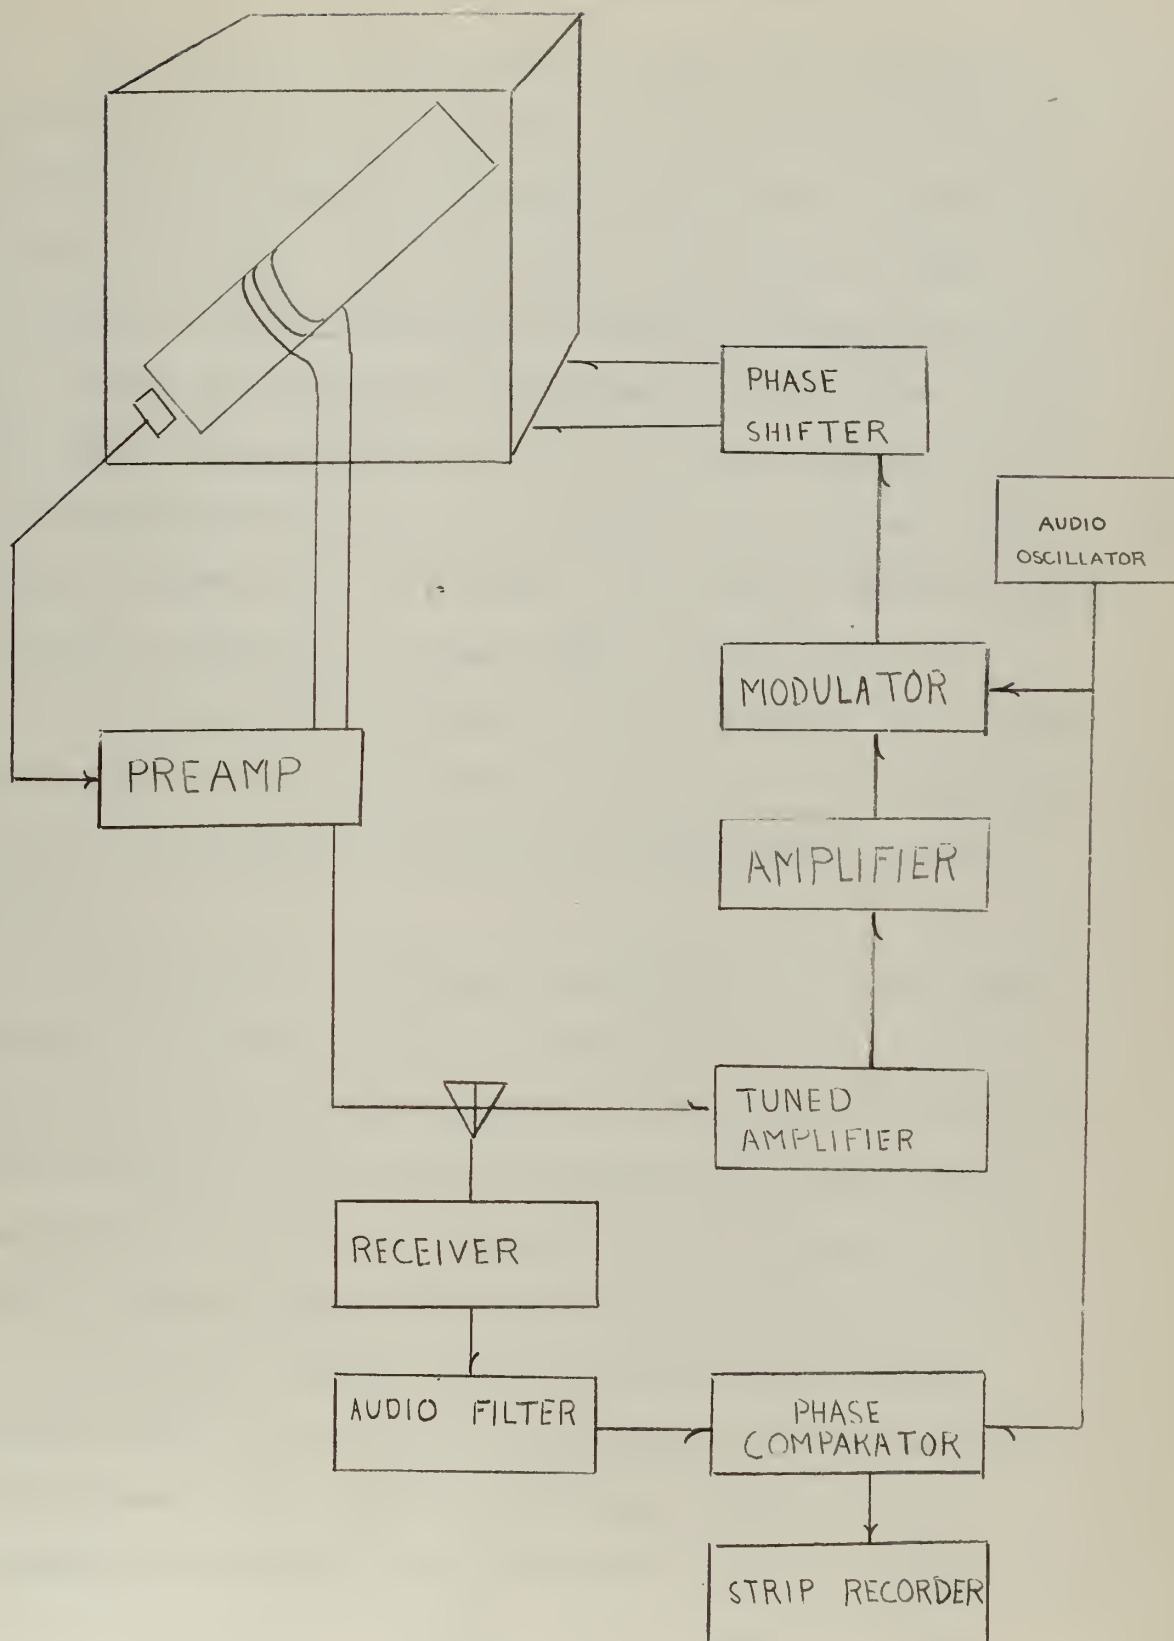 PHASE
SHIFTER
AUDIO
OSCILLATOR
MODULATOR
PREAMP
AMPLIFIER
TUNED
AMPLIFIER
RECEIVER
AUDIO FILTER
PHASE
COMPARATOR
STRIP RECORDER